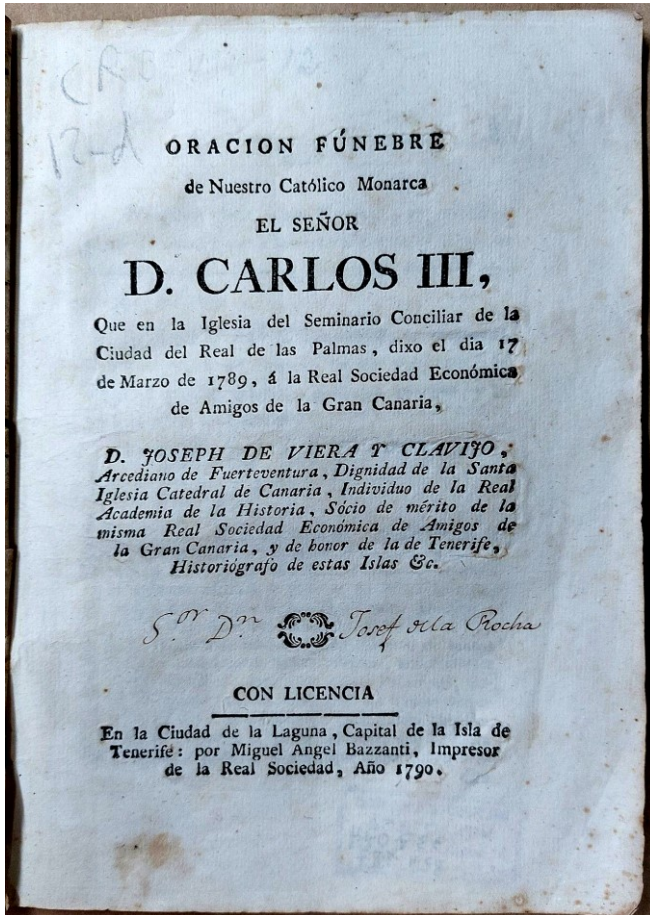 ORACION FÚNEBRE
de Nuestro Católico Monarca
EL SEÑOR
D. CARLOS III,
Que en la Iglesia del Seminario Conciliar de la
Ciudad del Real de las Palmas, dixo el dia 17
de Marzo de 1789, á la Real Sociedad Económica
de Amigos de la Gran Canaria,
D. JOSEPH DE VIERA Y CLAVIJO,
Arcediano de Fuerteventura, Dignidad de la Santa
Iglesia Catedral de Canaria, Individuo de la Real
Academia de la Historia, Sócio de mérito de la
misma Real Sociedad Económica de Amigos de
la Gran Canaria, y de honor de la de Tenerife,
Historiógrafo de estas Islas &c.
S.or D.n Josef de la Rocha
CON LICENCIA
En la Ciudad de la Laguna, Capital de la Isla de
Tenerife: por Miguel Angel Bazzanti, Impresor
de la Real Sociedad, Año 1790.